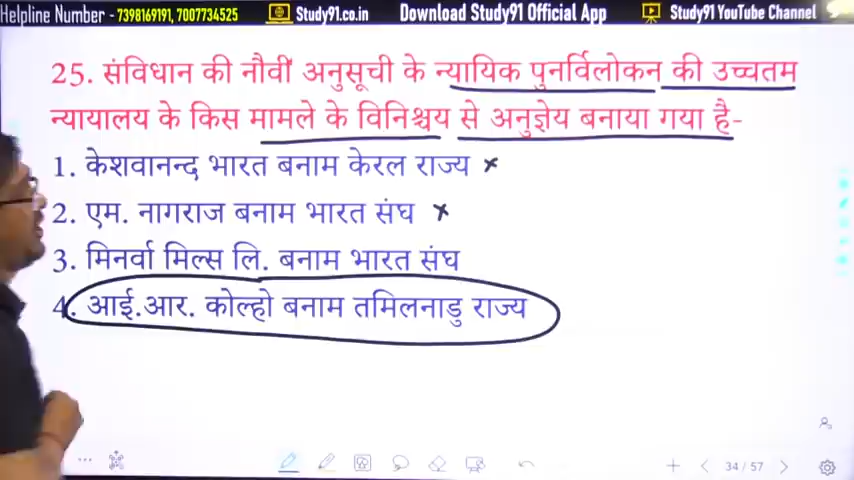 Helpline Number - 7398169191, 7007734525 Study91.co.in Download Study91 Official App Study91 YouTube Channel
25. संविधान की नौवीं अनुसूची के न्यायिक पुनर्विलोकन की उच्चतम
न्यायालय के किस मामले के विनिश्चय से अनुज्ञेय बनाया गया है-
1. केशवानन्द भारत बनाम केरल राज्य ×
2. एम. नागराज बनाम भारत संघ ×
3. मिनर्वा मिल्स लि. बनाम भारत संघ
4. आई.आर. कोल्हो बनाम तमिलनाडु राज्य
34 / 57